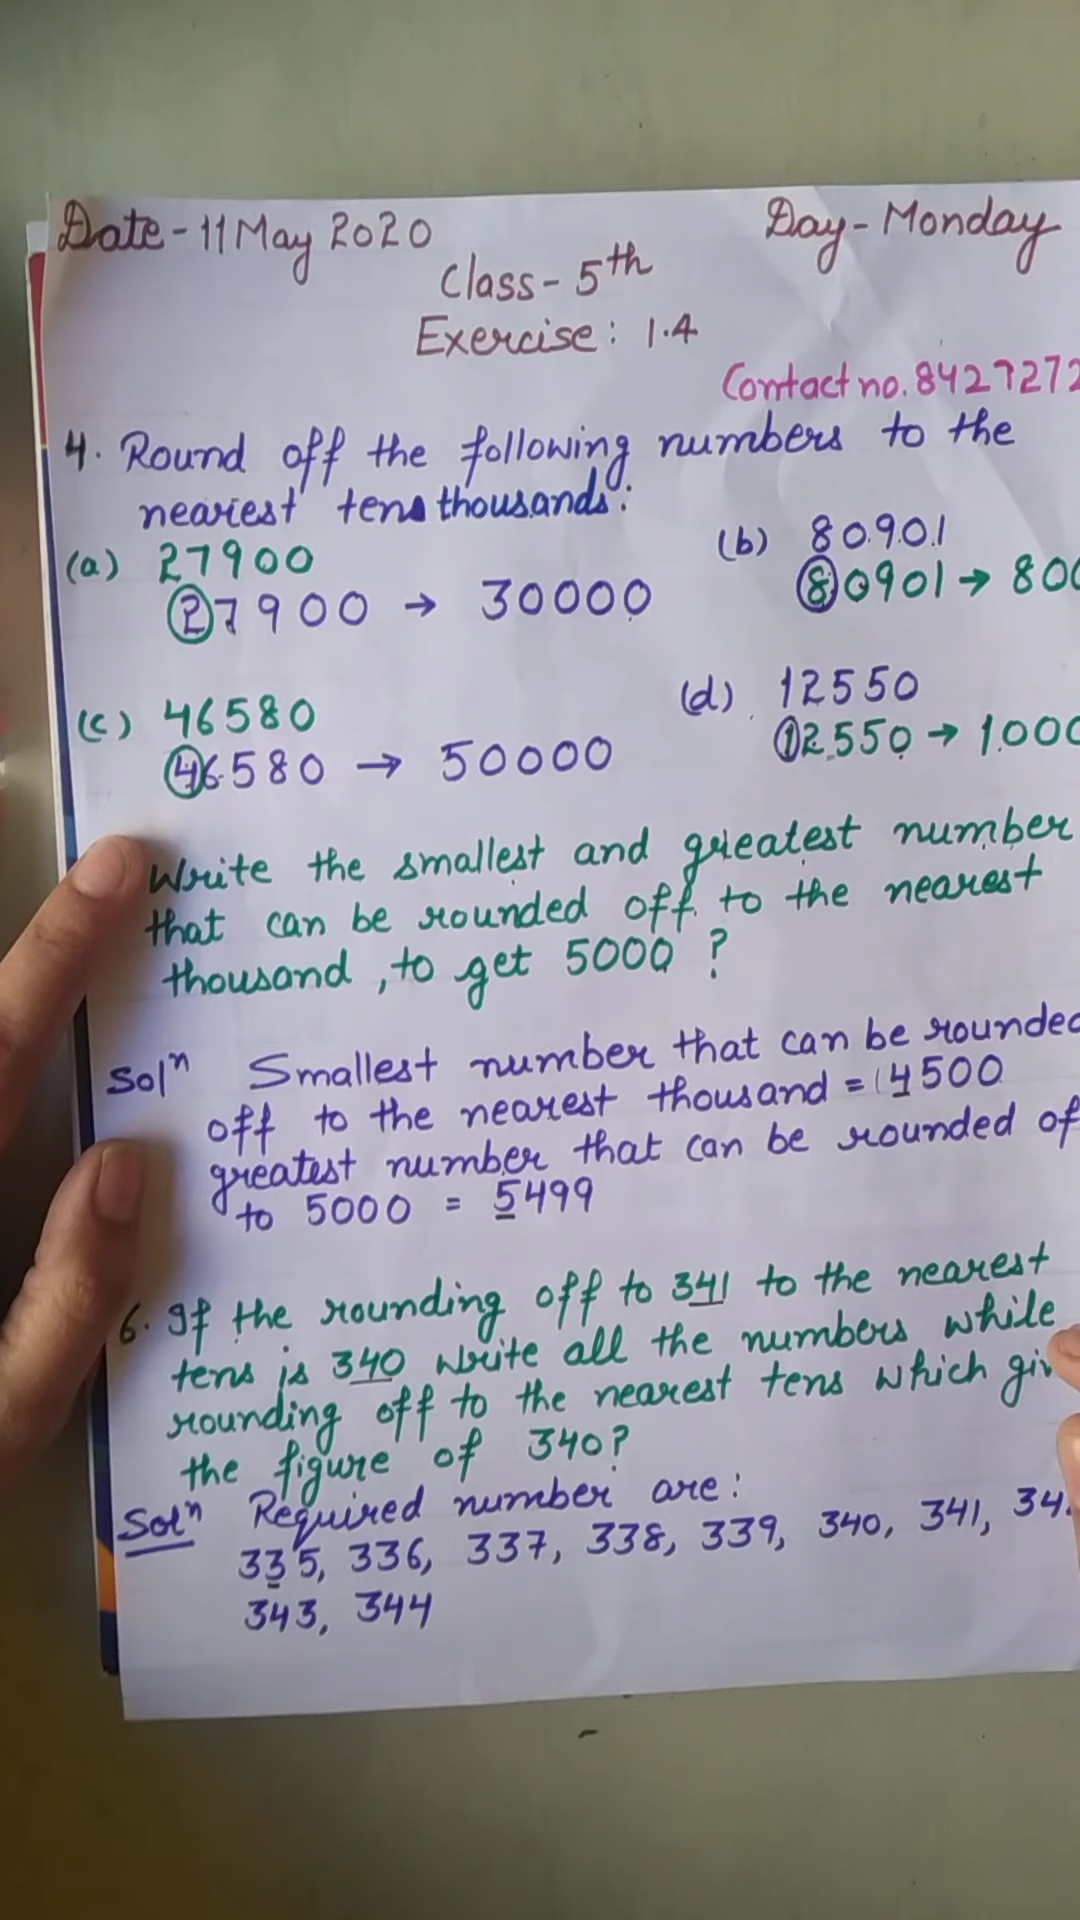 Date - 11 May 2020 Day - Monday
Class - 5th
Exercise: 1.4
Contact no. 8427272
4. Round off the following numbers to the
nearest tens thousands:
(a) 27900 (b) 80901
27900 → 30000 80901 → 800
(c) 46580 (d) 12550
46580 → 50000 12550 → 1000
Write the smallest and greatest number
that can be rounded off to the nearest
thousand, to get 5000?
Solⁿ Smallest number that can be rounded
off to the nearest thousand = 4500
greatest number that can be rounded of
to 5000 = 5499
6. If the rounding off to 341 to the nearest
tens is 340 write all the numbers while
rounding off to the nearest tens which giv
the figure of 340?
Solⁿ Required number are:
335, 336, 337, 338, 339, 340, 341, 34
343, 344